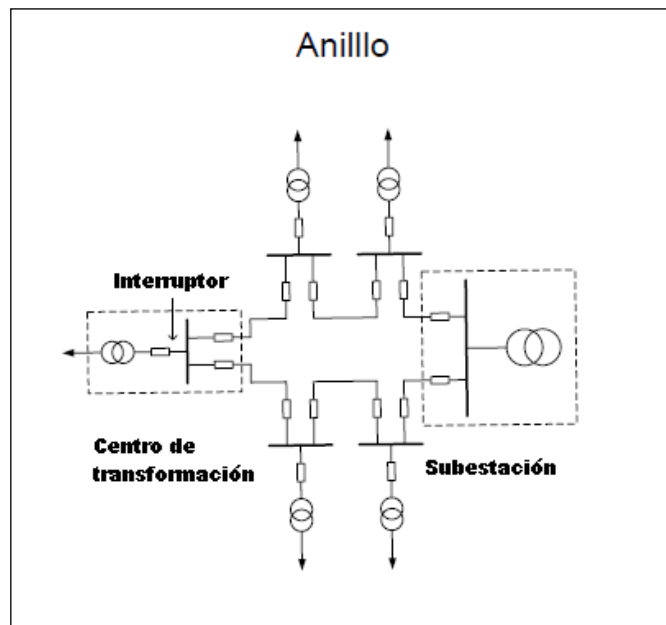 Anilllo
Interruptor
Centro de
transformación
Subestación